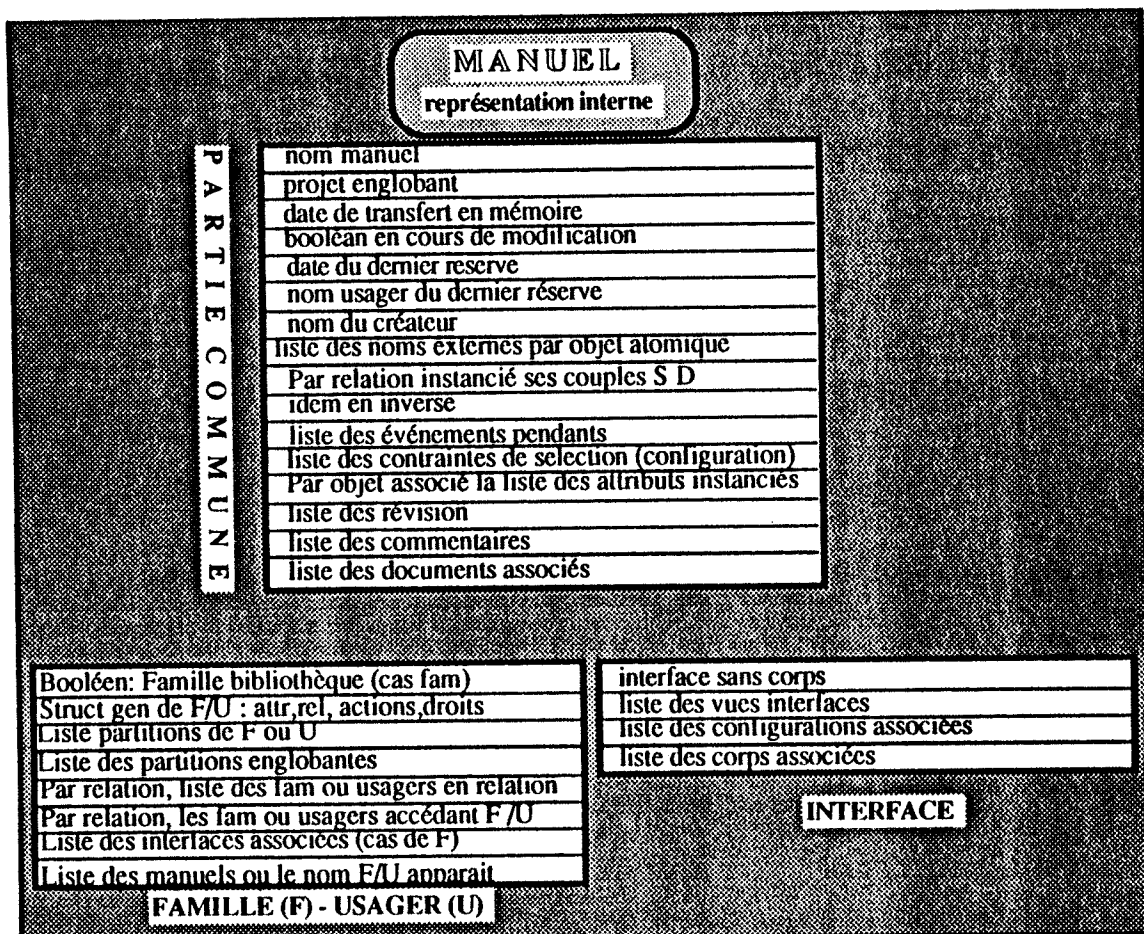 MANUEL
représentation interne
PARTIE COMMUNE
nom manuel
projet englobant
date de transfert en mémoire
booléan en cours de modification
date du dernier reserve
nom usager du dernier réserve
nom du créateur
liste des noms externes par objet atomique
Par relation instancié ses couples S D
idem en inverse
liste des événements pendants
liste des contraintes de selection (configuration)
Par objet associé la liste des attributs instanciés
liste des révision
liste des commentaires
liste des documents associés
Booléen: Famille bibliothèque (cas fam)
Struct gen de F/U : attr,rel, actions,droits
Liste partitions de F ou U
Liste des partitions englobantes
Par relation, liste des fam ou usagers en relation
Par relation, les fam ou usagers accédant F /U
Liste des interfaces associées (cas de F)
Liste des manuels ou le nom F/U apparait
FAMILLE (F) - USAGER (U)
interface sans corps
liste des vues interfaces
liste des configurations associées
liste des corps associées
INTERFACE